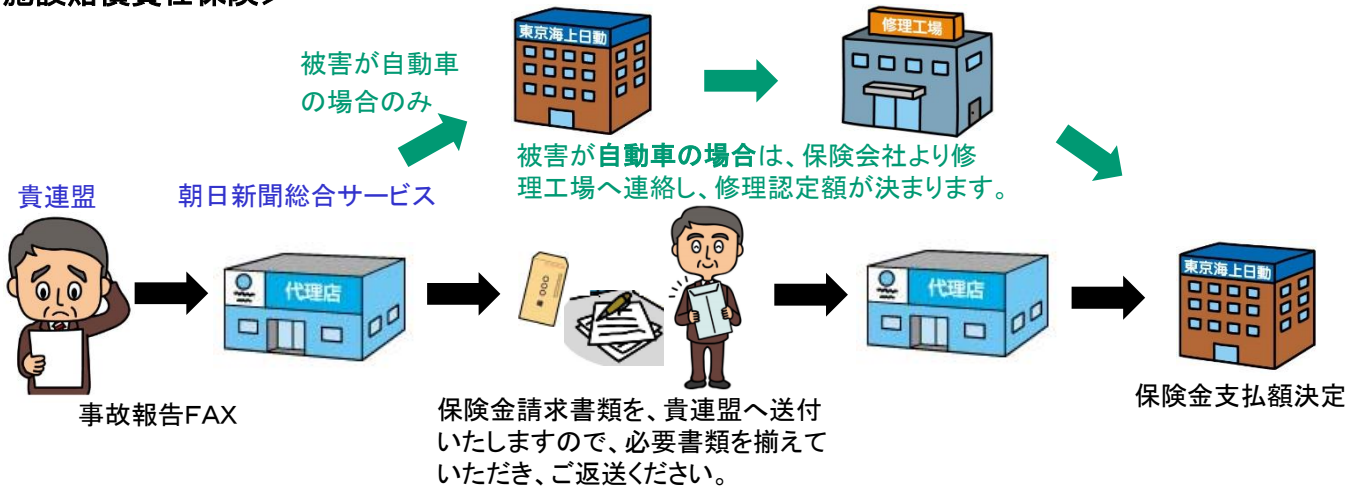 施設賠償責任保険＞
東京海上日動
修理工場
被害が自動車
の場合のみ
被害が自動車の場合は、保険会社より修
理工場へ連絡し、修理認定額が決まります。
貴連盟
朝日新聞総合サービス
代理店
代理店
東京海上日動
事故報告FAX
保険金請求書類を、貴連盟へ送付
いたしますので、必要書類を揃えて
いただき、ご返送ください。
保険金支払額決定